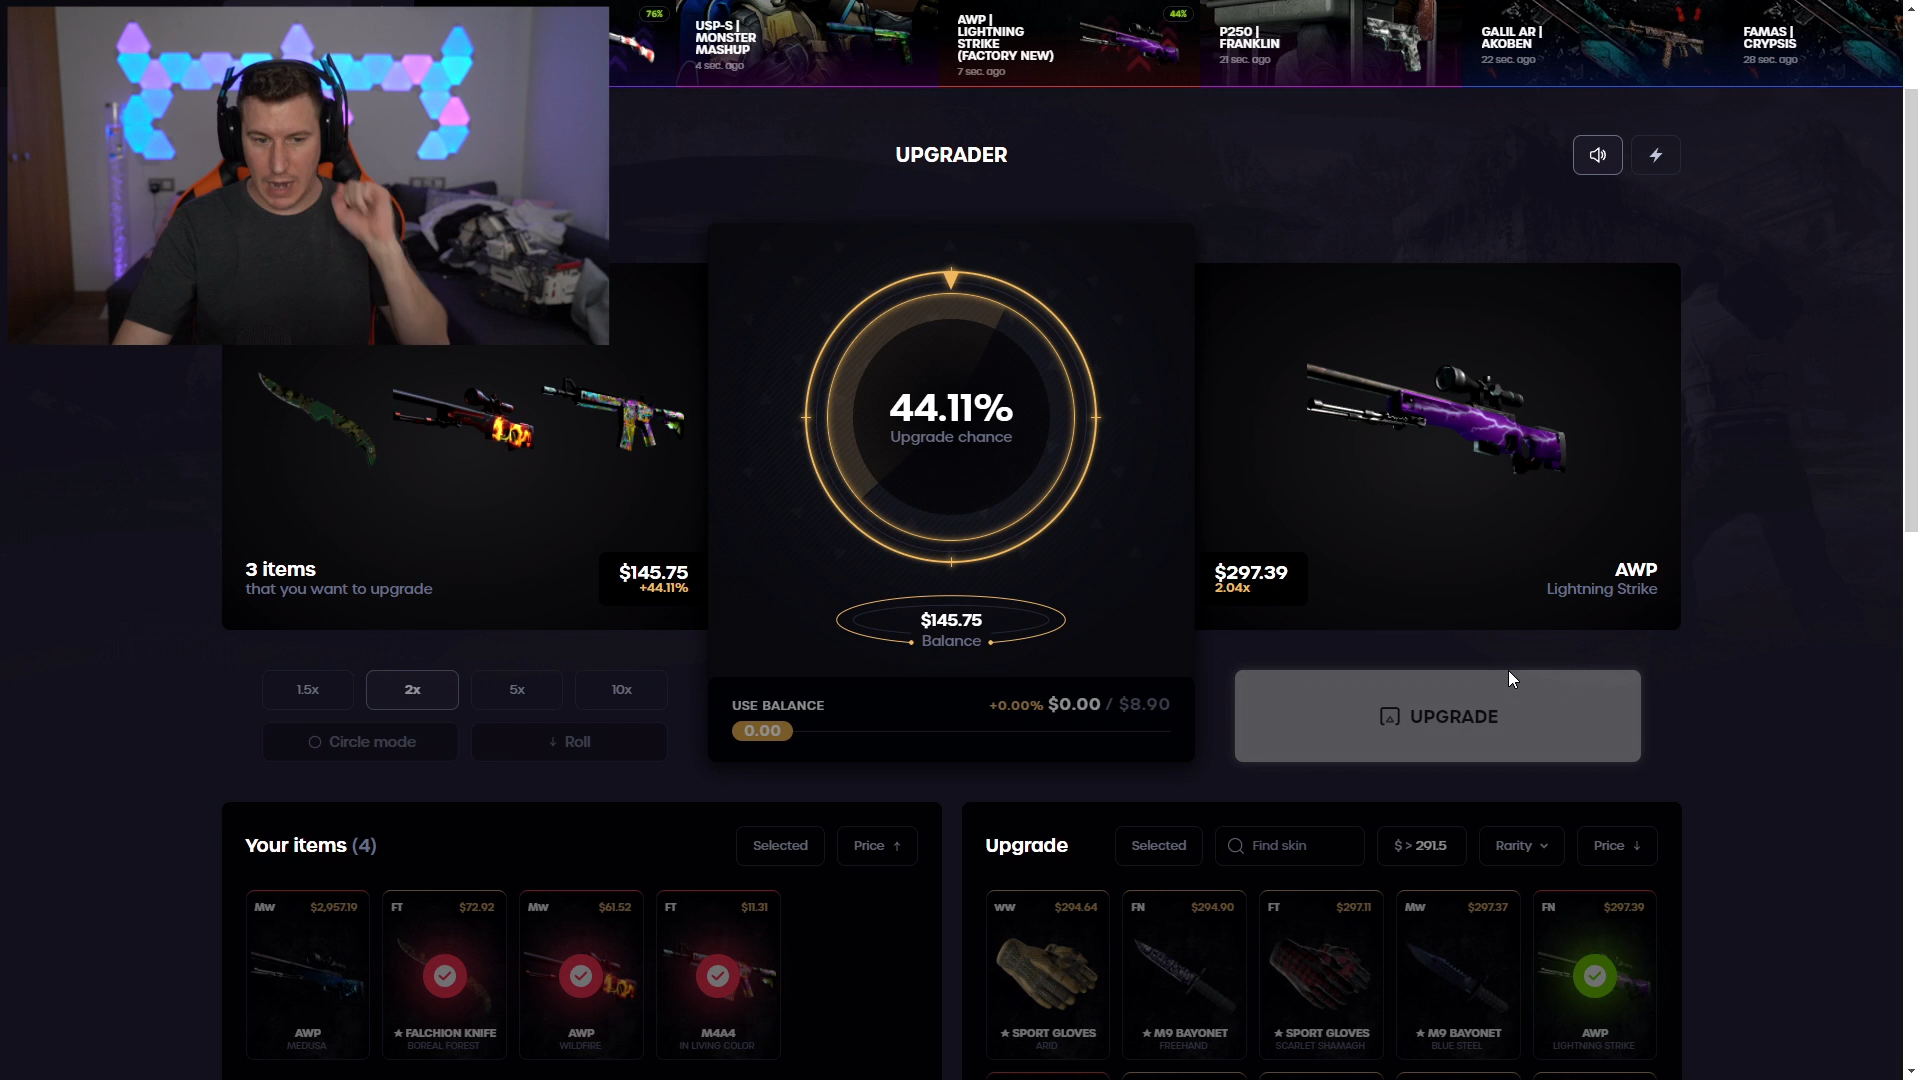 76%
USP-S |
MONSTER
MASHUP
4 sec. ago
AWP |
LIGHTNING
STRIKE
(FACTORY NEW)
7 sec. ago
44%
P250 |
FRANKLIN
21 sec. ago
GALIL AR |
AKOBEN
22 sec. ago
FAMAS |
CRYPSIS
28 sec. ago
UPGRADER
44.11%
Upgrade chance
3 items
that you want to upgrade
$145.75
+44.11%
$297.39
2.04x
AWP
Lightning Strike
$145.75
Balance
1.5x
2x
5x
10x
Circle mode
Roll
USE BALANCE
+0.00% $0.00 / $8.90
0.00
UPGRADE
Your items (4)
Selected
Price
Upgrade
Selected
Find skin
$ > 291.5
Rarity
Price
MW $2,957.19
AWP
MEDUSA
FT $72.92
★ FALCHION KNIFE
BOREAL FOREST
MW $61.52
AWP
WILDFIRE
FT $11.31
M4A4
IN LIVING COLOR
WW $294.64
★ SPORT GLOVES
ARID
FN $294.90
★ M9 BAYONET
FREEHAND
FT $297.11
★ SPORT GLOVES
SCARLET SHAMAGH
MW $297.37
★ M9 BAYONET
BLUE STEEL
FN $297.39
AWP
LIGHTNING STRIKE